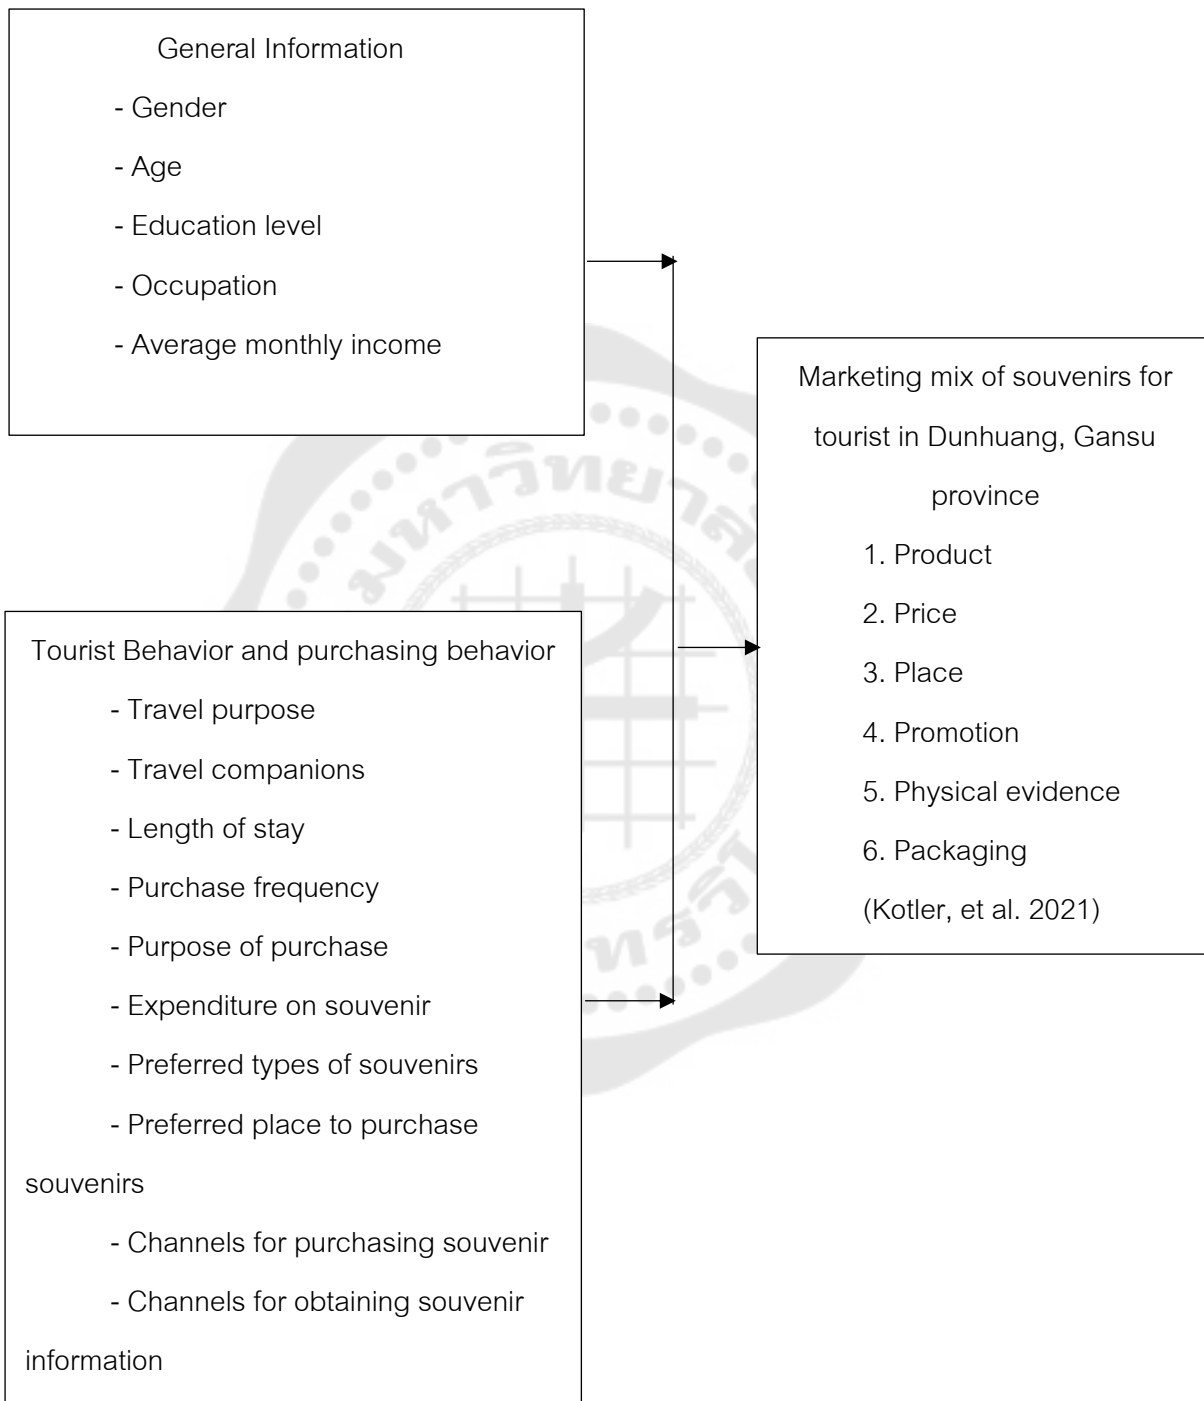 General Information
- Gender
- Age
- Education level
- Occupation
- Average monthly income
Tourist Behavior and purchasing behavior
- Travel purpose
- Travel companions
- Length of stay
- Purchase frequency
- Purpose of purchase
- Expenditure on souvenir
- Preferred types of souvenirs
- Preferred place to purchase
souvenirs
- Channels for purchasing souvenir
- Channels for obtaining souvenir
information
Marketing mix of souvenirs for
tourist in Dunhuang, Gansu
province
1. Product
2. Price
3. Place
4. Promotion
5. Physical evidence
6. Packaging
(Kotler, et al. 2021)